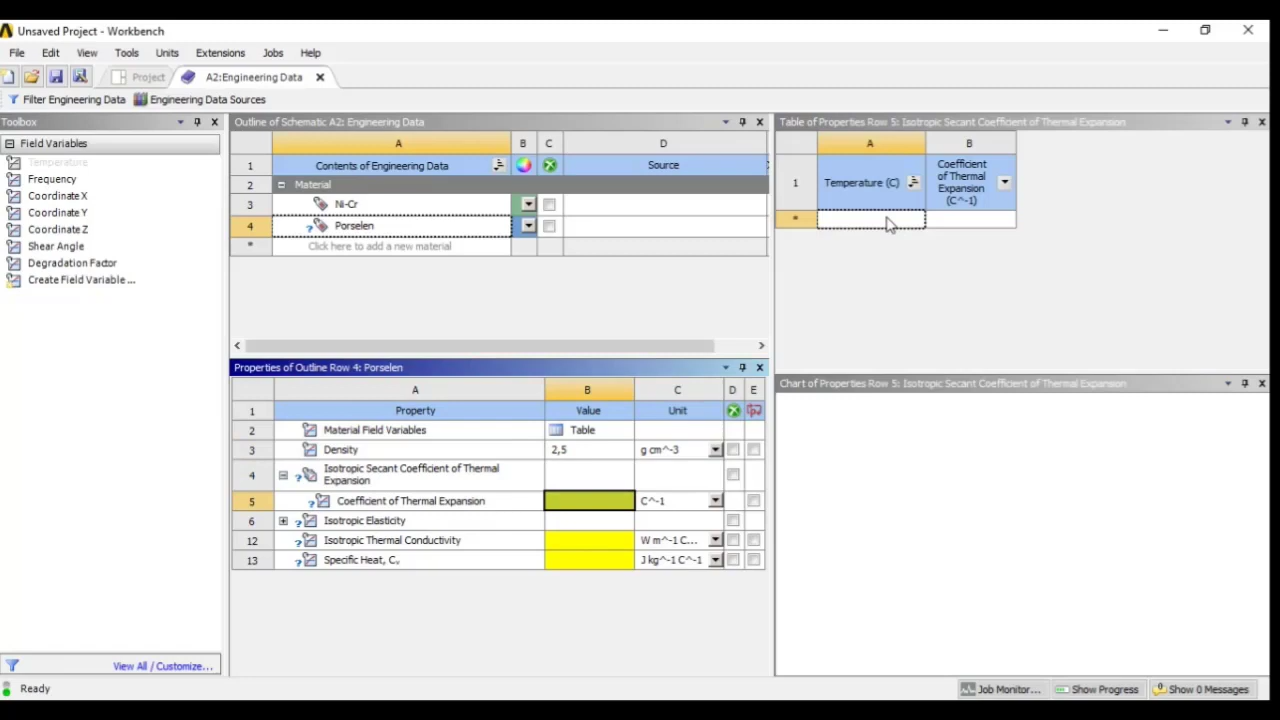 Unsaved Project - Workbench
File Edit View Tools Units Extensions Jobs Help
Project A2:Engineering Data
Filter Engineering Data Engineering Data Sources
Toolbox
Field Variables
Temperature
Frequency
Coordinate X
Coordinate Y
Coordinate Z
Shear Angle
Degradation Factor
Create Field Variable ...
View All / Customize...
Outline of Schematic A2: Engineering Data
A B C D
1 Contents of Engineering Data Source
2 Material
3 Ni-Cr
4 ? Porselen
* Click here to add a new material
Properties of Outline Row 4: Porselen
A B C D E
1 Property Value Unit
2 Material Field Variables Table
3 Density 2,5 g cm^-3
4 ? Isotropic Secant Coefficient of Thermal
Expansion
5 ? Coefficient of Thermal Expansion C^-1
6 ? Isotropic Elasticity
12 ? Isotropic Thermal Conductivity W m^-1 C...
13 ? Specific Heat, Cᵥ J kg^-1 C^-1
Table of Properties Row 5: Isotropic Secant Coefficient of Thermal Expansion
A B
1 Temperature (C)
Coefficient
of Thermal
Expansion
(C^-1)
*
Chart of Properties Row 5: Isotropic Secant Coefficient of Thermal Expansion
Ready Job Monitor... Show Progress Show 0 Messages